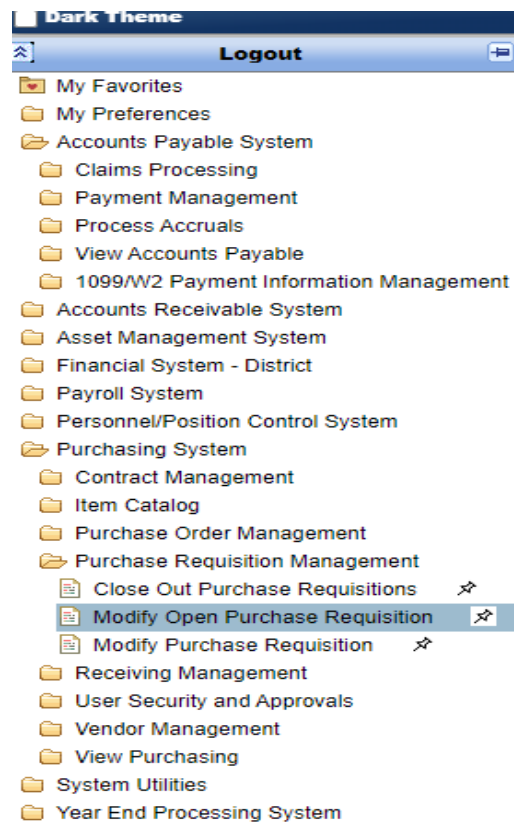 Dark Theme
Logout
My Favorites
My Preferences
Accounts Payable System
Claims Processing
Payment Management
Process Accruals
View Accounts Payable
1099/W2 Payment Information Management
Accounts Receivable System
Asset Management System
Financial System - District
Payroll System
Personnel/Position Control System
Purchasing System
Contract Management
Item Catalog
Purchase Order Management
Purchase Requisition Management
Close Out Purchase Requisitions
Modify Open Purchase Requisition
Modify Purchase Requisition
Receiving Management
User Security and Approvals
Vendor Management
View Purchasing
System Utilities
Year End Processing System